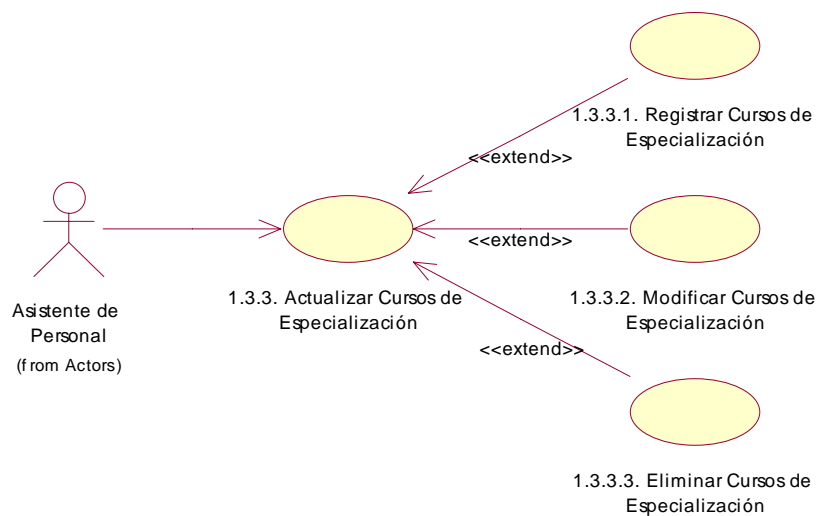 1.3.3.1. Registrar Cursos de
Especialización
<<extend>>
<<extend>>
Asistente de
Personal
(from Actors)
1.3.3. Actualizar Cursos de
Especialización
1.3.3.2. Modificar Cursos de
Especialización
<<extend>>
1.3.3.3. Eliminar Cursos de
Especialización